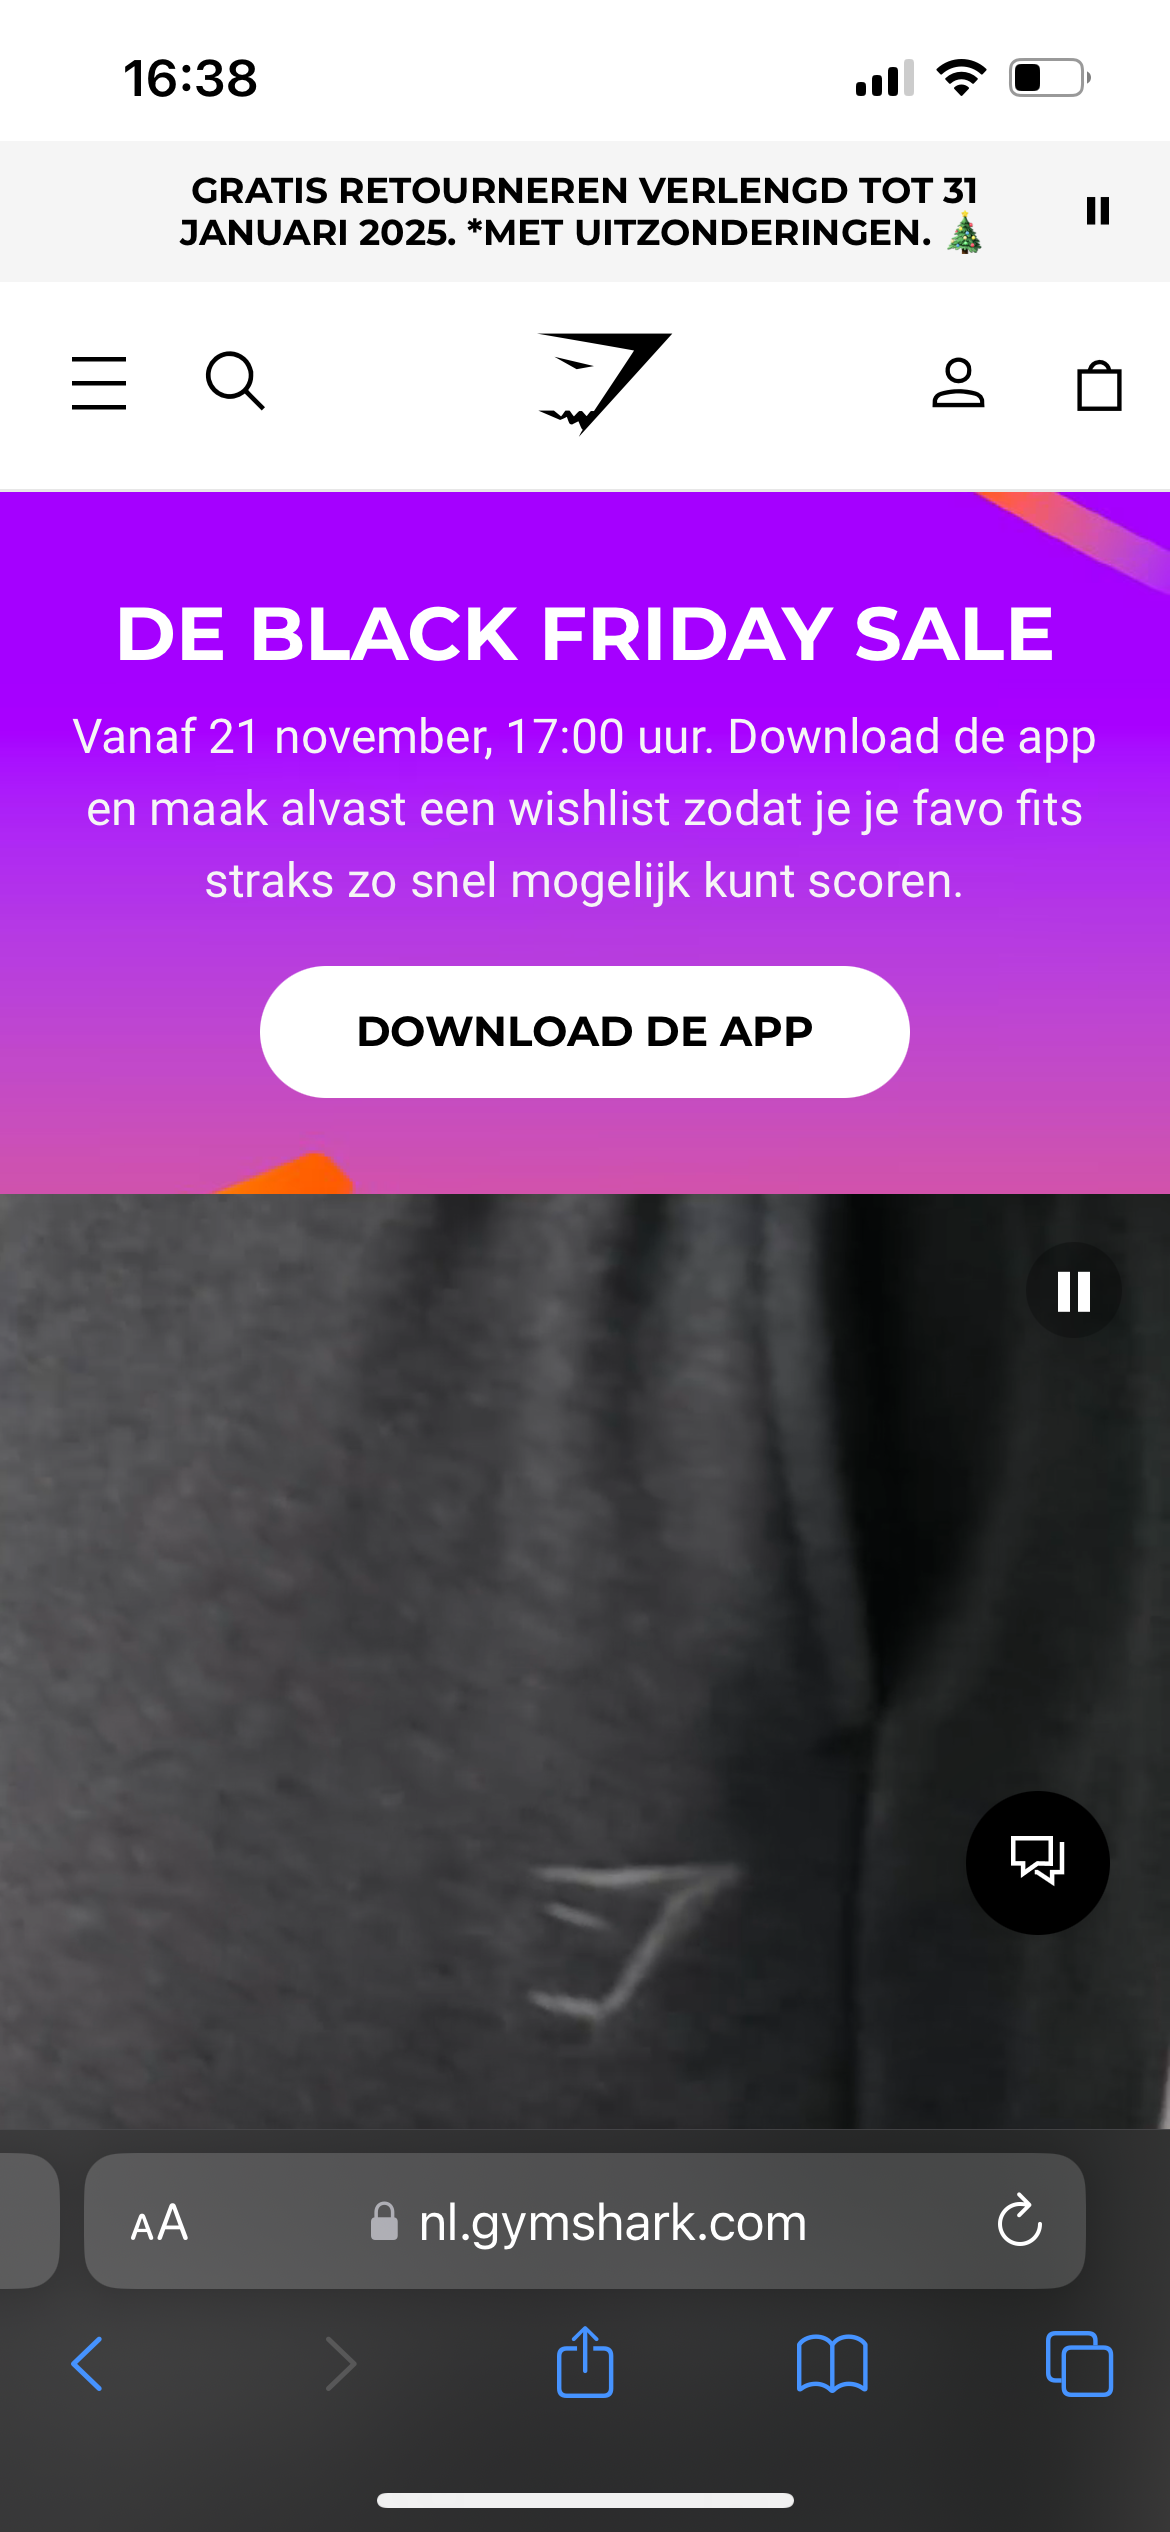 16:38
GRATIS RETOURNEREN VERLENGD TOT 31
JANUARI 2025. *MET UITZONDERINGEN. 🎄
DE BLACK FRIDAY SALE
Vanaf 21 november, 17:00 uur. Download de app
en maak alvast een wishlist zodat je je favo fits
straks zo snel mogelijk kunt scoren.
DOWNLOAD DE APP
AA nl.gymshark.com